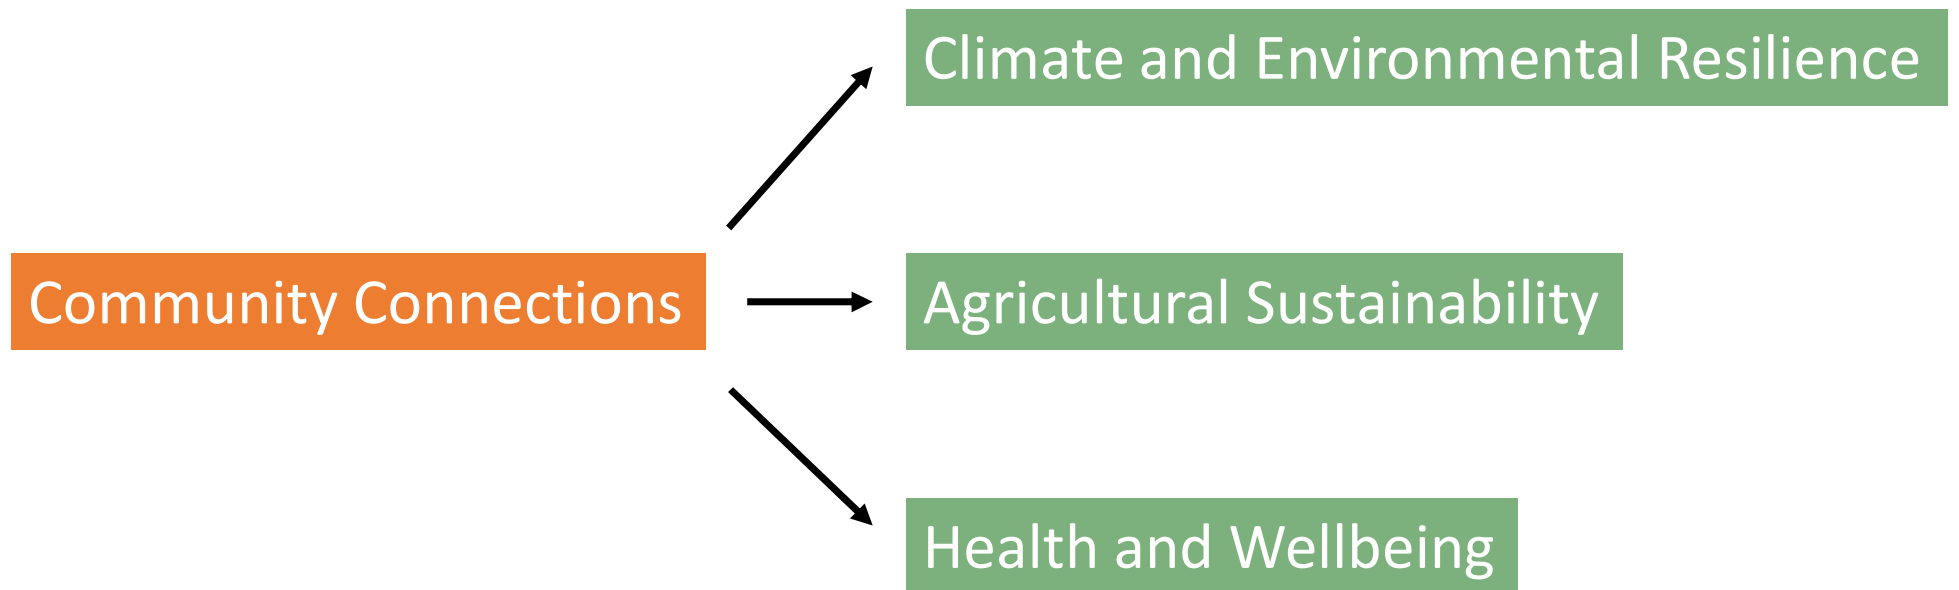 Climate and Environmental Resilience
Community Connections
Agricultural Sustainability
Health and Wellbeing